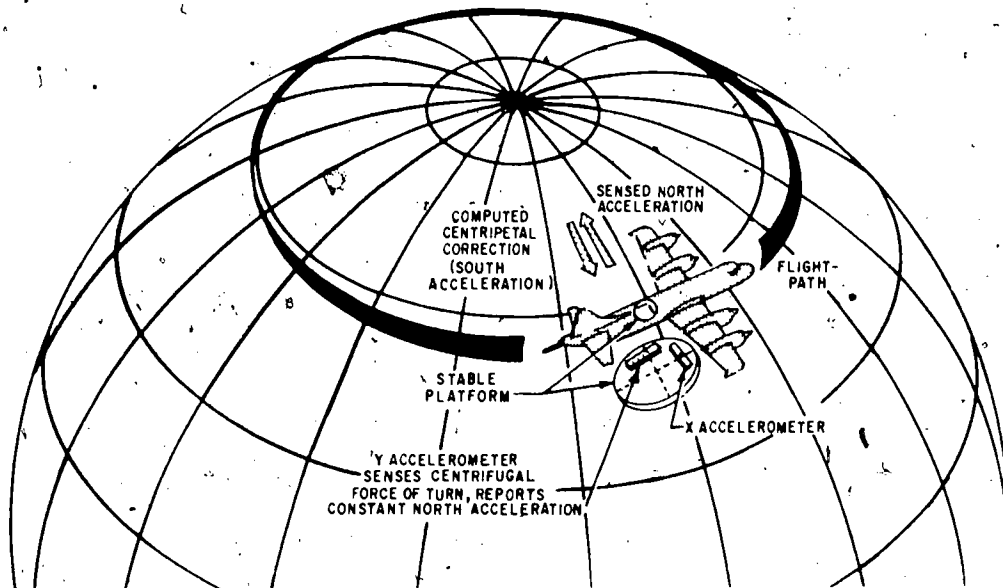 SENSED NORTH
ACCELERATION
COMPUTED
CENTRIPETAL
CORRECTION
(SOUTH
ACCELERATION)
FLIGHT-
PATH
STABLE
PLATFORM
X ACCELEROMETER
Y ACCELEROMETER
SENSES CENTRIFUGAL
FORCE OF TURN, REPORTS
CONSTANT NORTH ACCELERATION